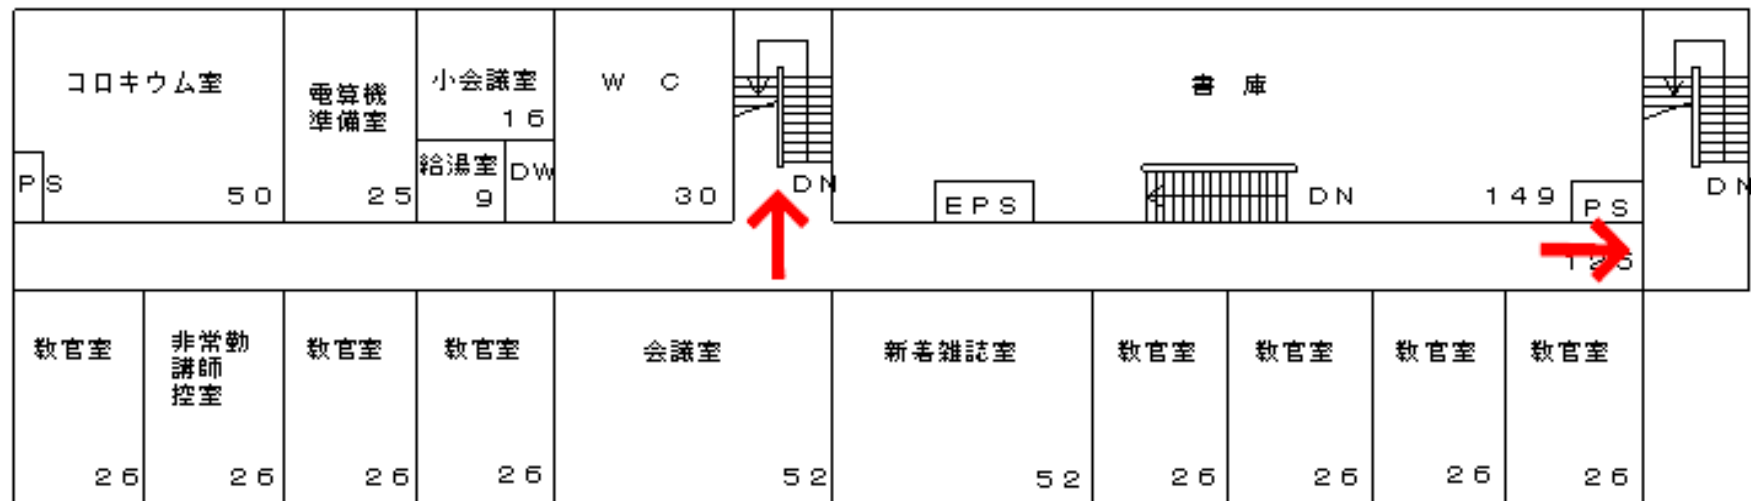 コロキウム室
電算機
準備室
小会議室
16
WC
書庫
PS
50
25
給湯室
9
DW
30
DN
EPS
DN
149
PS
DN
126
教官室
非常勤
講師
控室
教官室
教官室
会議室
新着雑誌室
教官室
教官室
教官室
教官室
26
26
26
26
52
52
26
26
26
26